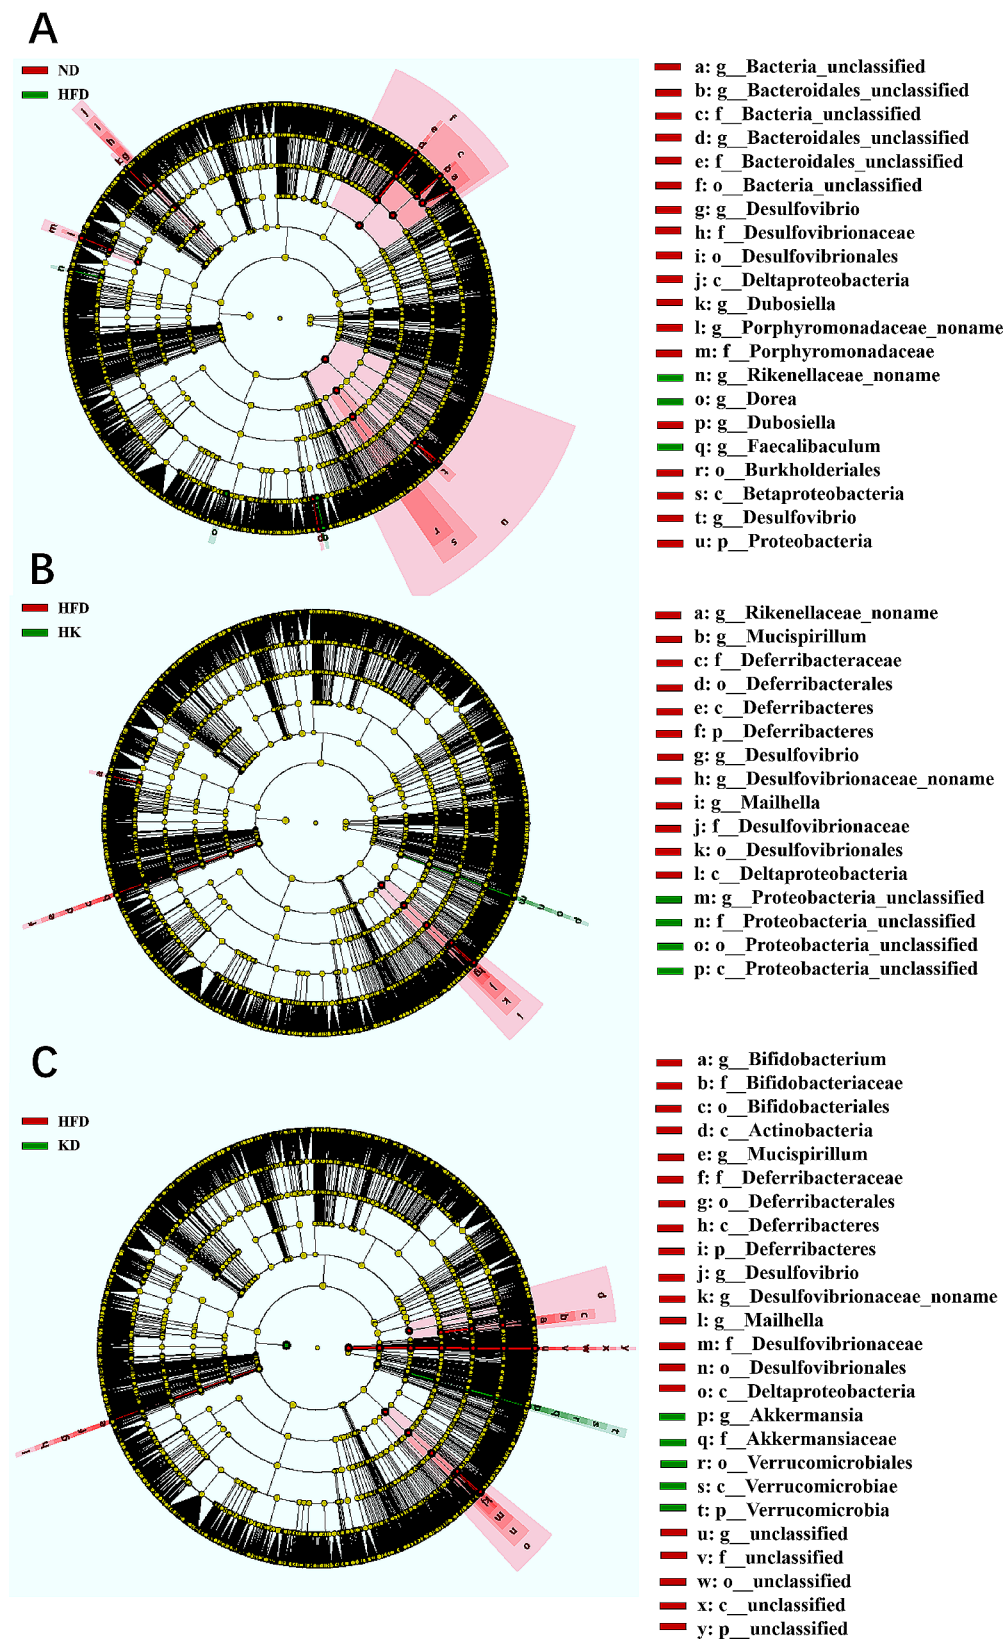 A
ND
HFD
a: g__Bacteria_unclassified
b: g__Bacteroidales_unclassified
c: f__Bacteria_unclassified
d: g__Bacteroidales_unclassified
e: f__Bacteroidales_unclassified
f: o__Bacteria_unclassified
g: g__Desulfovibrio
h: f__Desulfovibrionaceae
i: o__Desulfovibrionales
j: c__Deltaproteobacteria
k: g__Dubosiella
l: g__Porphyromonadaceae_noname
m: f__Porphyromonadaceae
n: g__Rikenellaceae_noname
o: g__Dorea
p: g__Dubosiella
q: g__Faecalibaculum
r: o__Burkholderiales
s: c__Betaproteobacteria
t: g__Desulfovibrio
u: p__Proteobacteria
B
HFD
HK
a: g__Rikenellaceae_noname
b: g__Mucispirillum
c: f__Deferribacteraceae
d: o__Deferribacterales
e: c__Deferribacteres
f: p__Deferribacteres
g: g__Desulfovibrio
h: g__Desulfovibrionaceae_noname
i: g__Mailhella
j: f__Desulfovibrionaceae
k: o__Desulfovibrionales
l: c__Deltaproteobacteria
m: g__Proteobacteria_unclassified
n: f__Proteobacteria_unclassified
o: o__Proteobacteria_unclassified
p: c__Proteobacteria_unclassified
C
HFD
KD
a: g__Bifidobacterium
b: f__Bifidobacteriaceae
c: o__Bifidobacteriales
d: c__Actinobacteria
e: g__Mucispirillum
f: f__Deferribacteraceae
g: o__Deferribacterales
h: c__Deferribacteres
i: p__Deferribacteres
j: g__Desulfovibrio
k: g__Desulfovibrionaceae_noname
l: g__Mailhella
m: f__Desulfovibrionaceae
n: o__Desulfovibrionales
o: c__Deltaproteobacteria
p: g__Akkermansia
q: f__Akkermansiaceae
r: o__Verrucomicrobiales
s: c__Verrucomicrobiae
t: p__Verrucomicrobia
u: g__unclassified
v: f__unclassified
w: o__unclassified
x: c__unclassified
y: p__unclassified